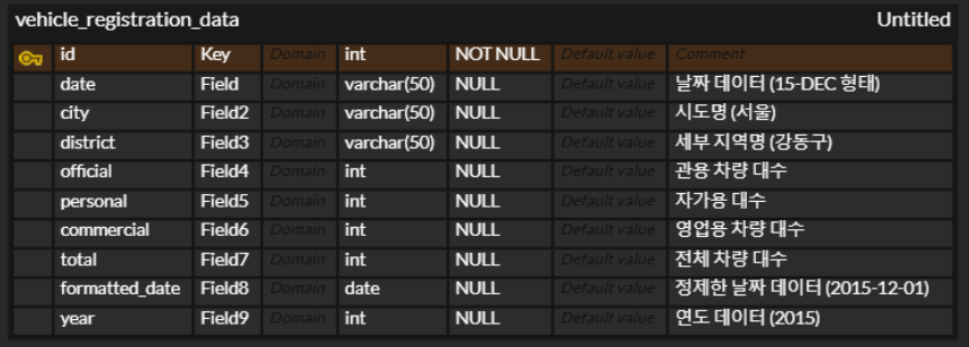 vehicle_registration_data Untitled
id Key Domain int NOT NULL Default value Comment
date Field Domain varchar(50) NULL Default value 날짜 데이터 (15-DEC 형태)
city Field2 Domain varchar(50) NULL Default value 시도명 (서울)
district Field3 Domain varchar(50) NULL Default value 세부 지역명 (강동구)
official Field4 Domain int NULL Default value 관용 차량 대수
personal Field5 Domain int NULL Default value 자가용 대수
commercial Field6 Domain int NULL Default value 영업용 차량 대수
total Field7 Domain int NULL Default value 전체 차량 대수
formatted_date Field8 Domain date NULL Default value 정제한 날짜 데이터 (2015-12-01)
year Field9 Domain int NULL Default value 연도 데이터 (2015)